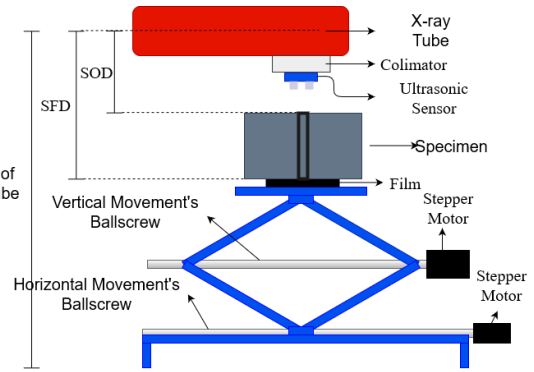 X-ray
Tube
SOD
Colimator
SFD
Ultrasonic
Sensor
Specimen
of
Film
Vertical Movement's
Ballscrew
Stepper
Motor
Horizontal Movement's
Ballscrew
Stepper
Motor